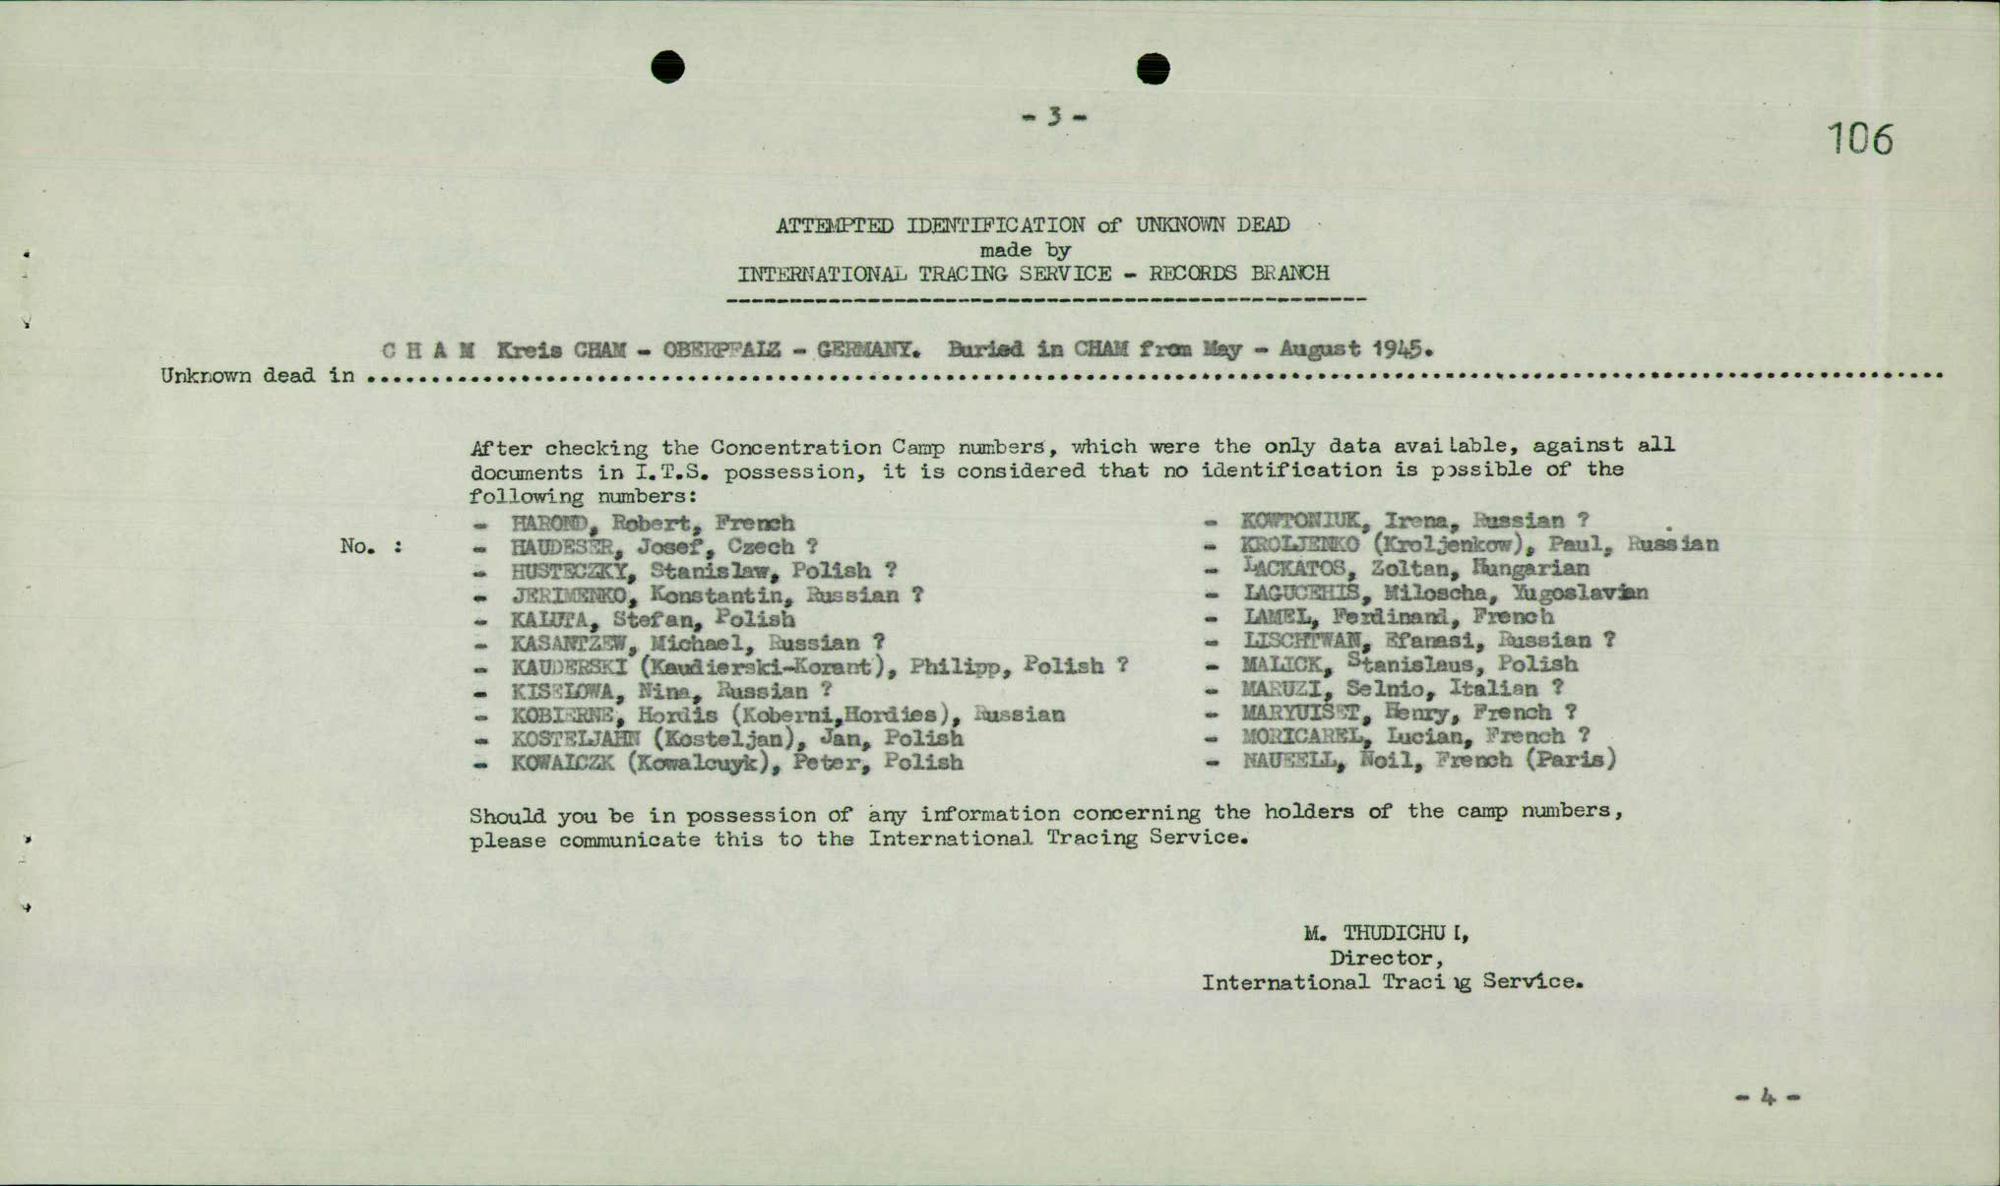 - 3 -
106
ATTEMPTED IDENTIFICATION of UNKNOWN DEAD
made by
INTERNATIONAL TRACING SERVICE - RECORDS BRANCH
C H A M Kreis CHAM - OBERPFALZ - GERMANY. Buried in CHAM from May - August 1945.
Unknown dead in
After checking the Concentration Camp numbers, which were the only data available, against all
documents in I.T.S. possession, it is considered that no identification is possible of the
following numbers:
No. :
- HAROND, Robert, French
- HAUDESER, Josef, Czech ?
- HUSTECZKY, Stanislaw, Polish ?
- JERIMENKO, Konstantin, Russian ?
- KALUTA, Stefan, Polish
- KASANTZEW, Michael, Russian ?
- KAUDERSKI (Kaudierski-Korant), Philipp, Polish ?
- KISELOWA, Nina, Russian ?
- KOBIERNE, Hordis (Koberni,Hordies), Russian
- KOSTELJAHN (Kosteljan), Jan, Polish
- KOWALCZK (Kowalcuyk), Peter, Polish
- KOWTONIUK, Irena, Russian ?
- KROLJENKO (Kroljenkow), Paul, Russian
- LACKATOS, Zoltan, Hungarian
- LAGUCEHIS, Miloscha, Yugoslavian
- LAMEL, Ferdinand, French
- LISCHTWAN, Efanasi, Russian ?
- MALICK, Stanislaus, Polish
- MARUZI, Selnio, Italian ?
- MARYUISET, Henry, French ?
- MORICAREL, Lucian, French ?
- NAUSELL, Noil, French (Paris)
Should you be in possession of any information concerning the holders of the camp numbers,
please communicate this to the International Tracing Service.
M. THUDICHUM,
Director,
International Tracing Service.
- 4 -